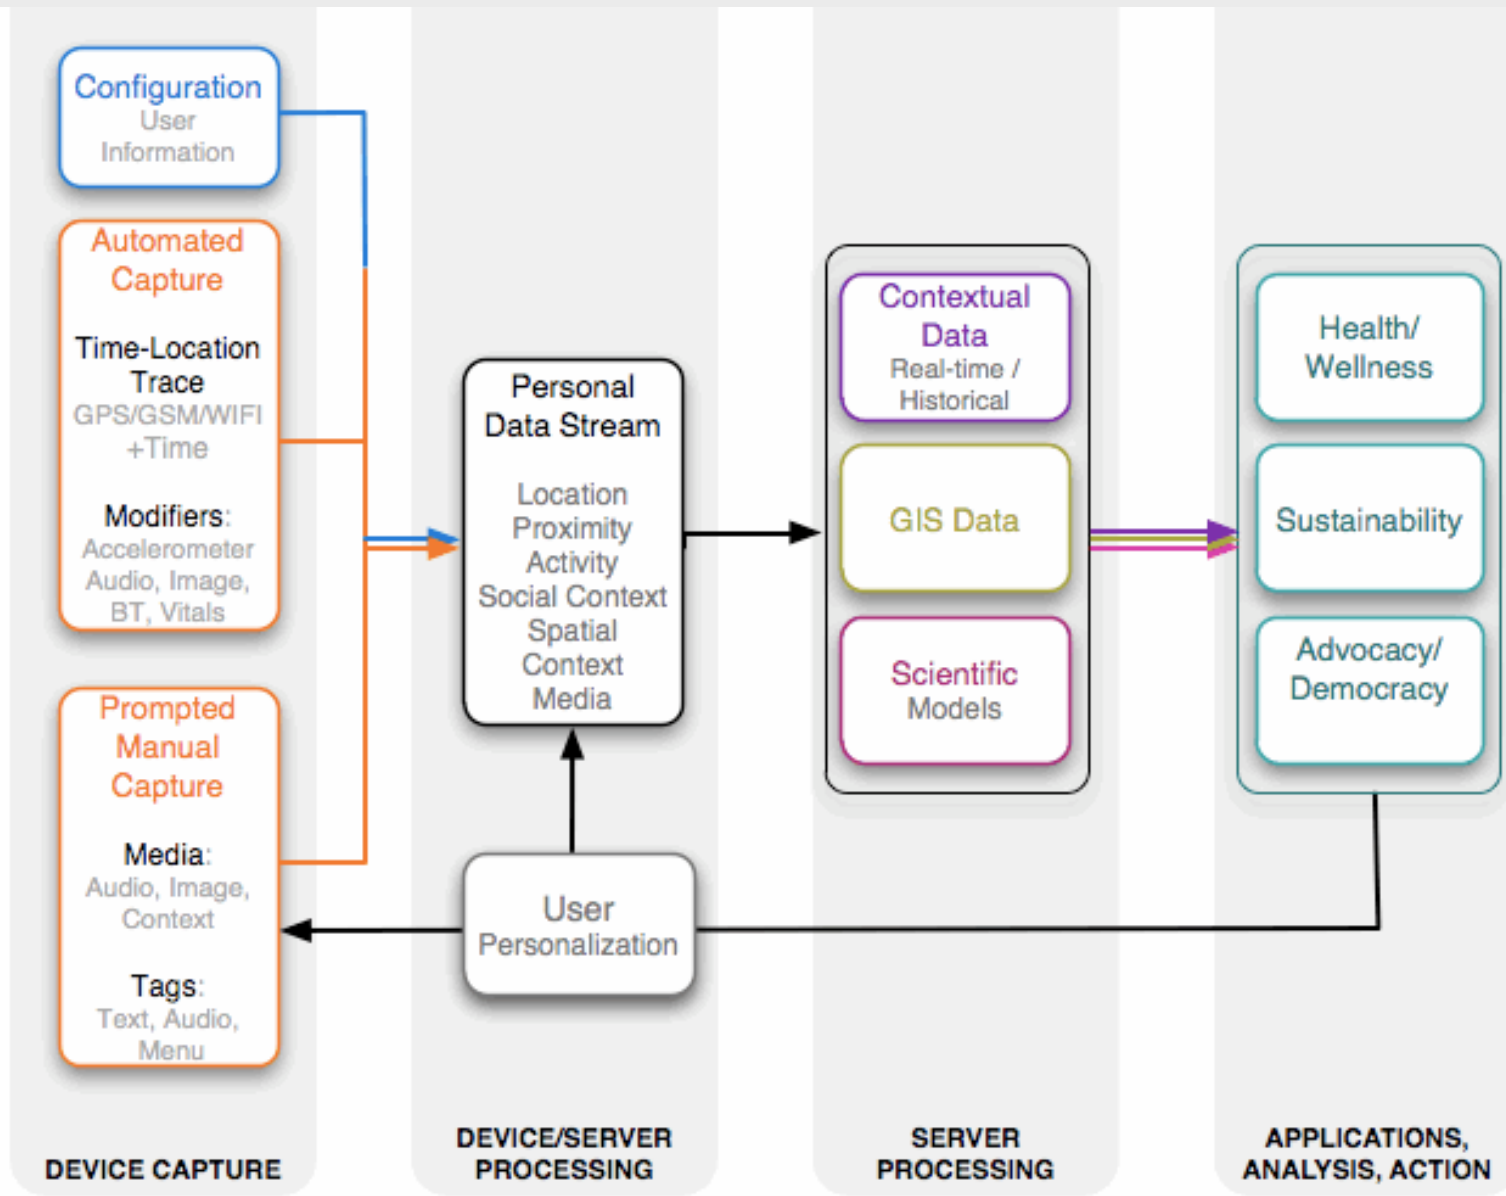 Configuration
User
Information
Automated
Capture
Time-Location
Trace
GPS/GSM/WIFI
+Time
Modifiers:
Accelerometer
Audio, Image,
BT, Vitals
Prompted
Manual
Capture
Media:
Audio, Image,
Context
Tags:
Text, Audio,
Menu
DEVICE CAPTURE
Personal
Data Stream
Location
Proximity
Activity
Social Context
Spatial
Context
Media
User
Personalization
DEVICE/SERVER
PROCESSING
Contextual
Data
Real-time /
Historical
GIS Data
Scientific
Models
SERVER
PROCESSING
Health/
Wellness
Sustainability
Advocacy/
Democracy
APPLICATIONS,
ANALYSIS, ACTION